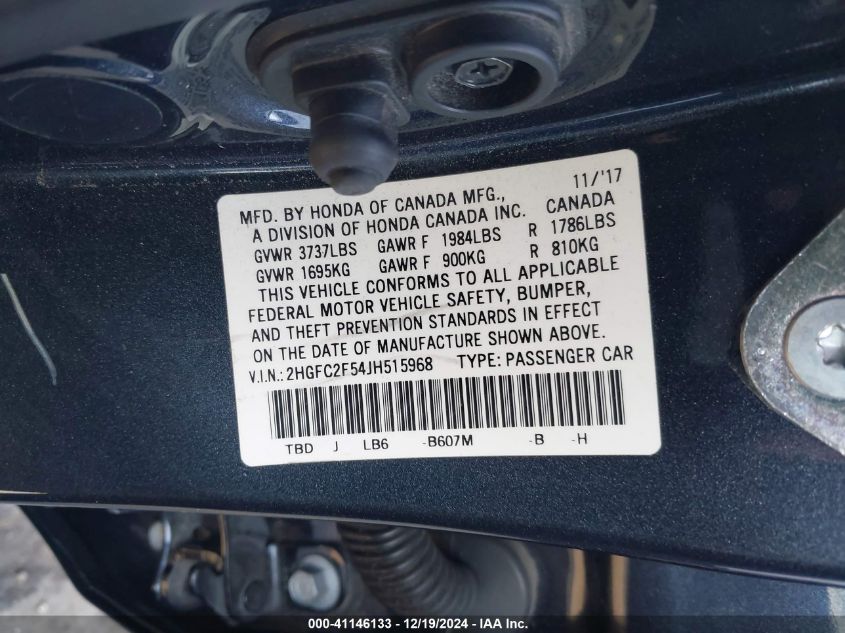 11/'17
MFD. BY HONDA OF CANADA MFG.,
A DIVISION OF HONDA CANADA INC. CANADA
GVWR 3737LBS GAWR F 1984LBS R 1786LBS
GVWR 1695KG GAWR F 900KG R 810KG
THIS VEHICLE CONFORMS TO ALL APPLICABLE
FEDERAL MOTOR VEHICLE SAFETY, BUMPER,
AND THEFT PREVENTION STANDARDS IN EFFECT
ON THE DATE OF MANUFACTURE SHOWN ABOVE.
V.I.N.: 2HGFC2F54JH515968 TYPE: PASSENGER CAR
TBD J LB6 -B607M -B -H
000-41146133 - 12/19/2024 - IAA Inc.